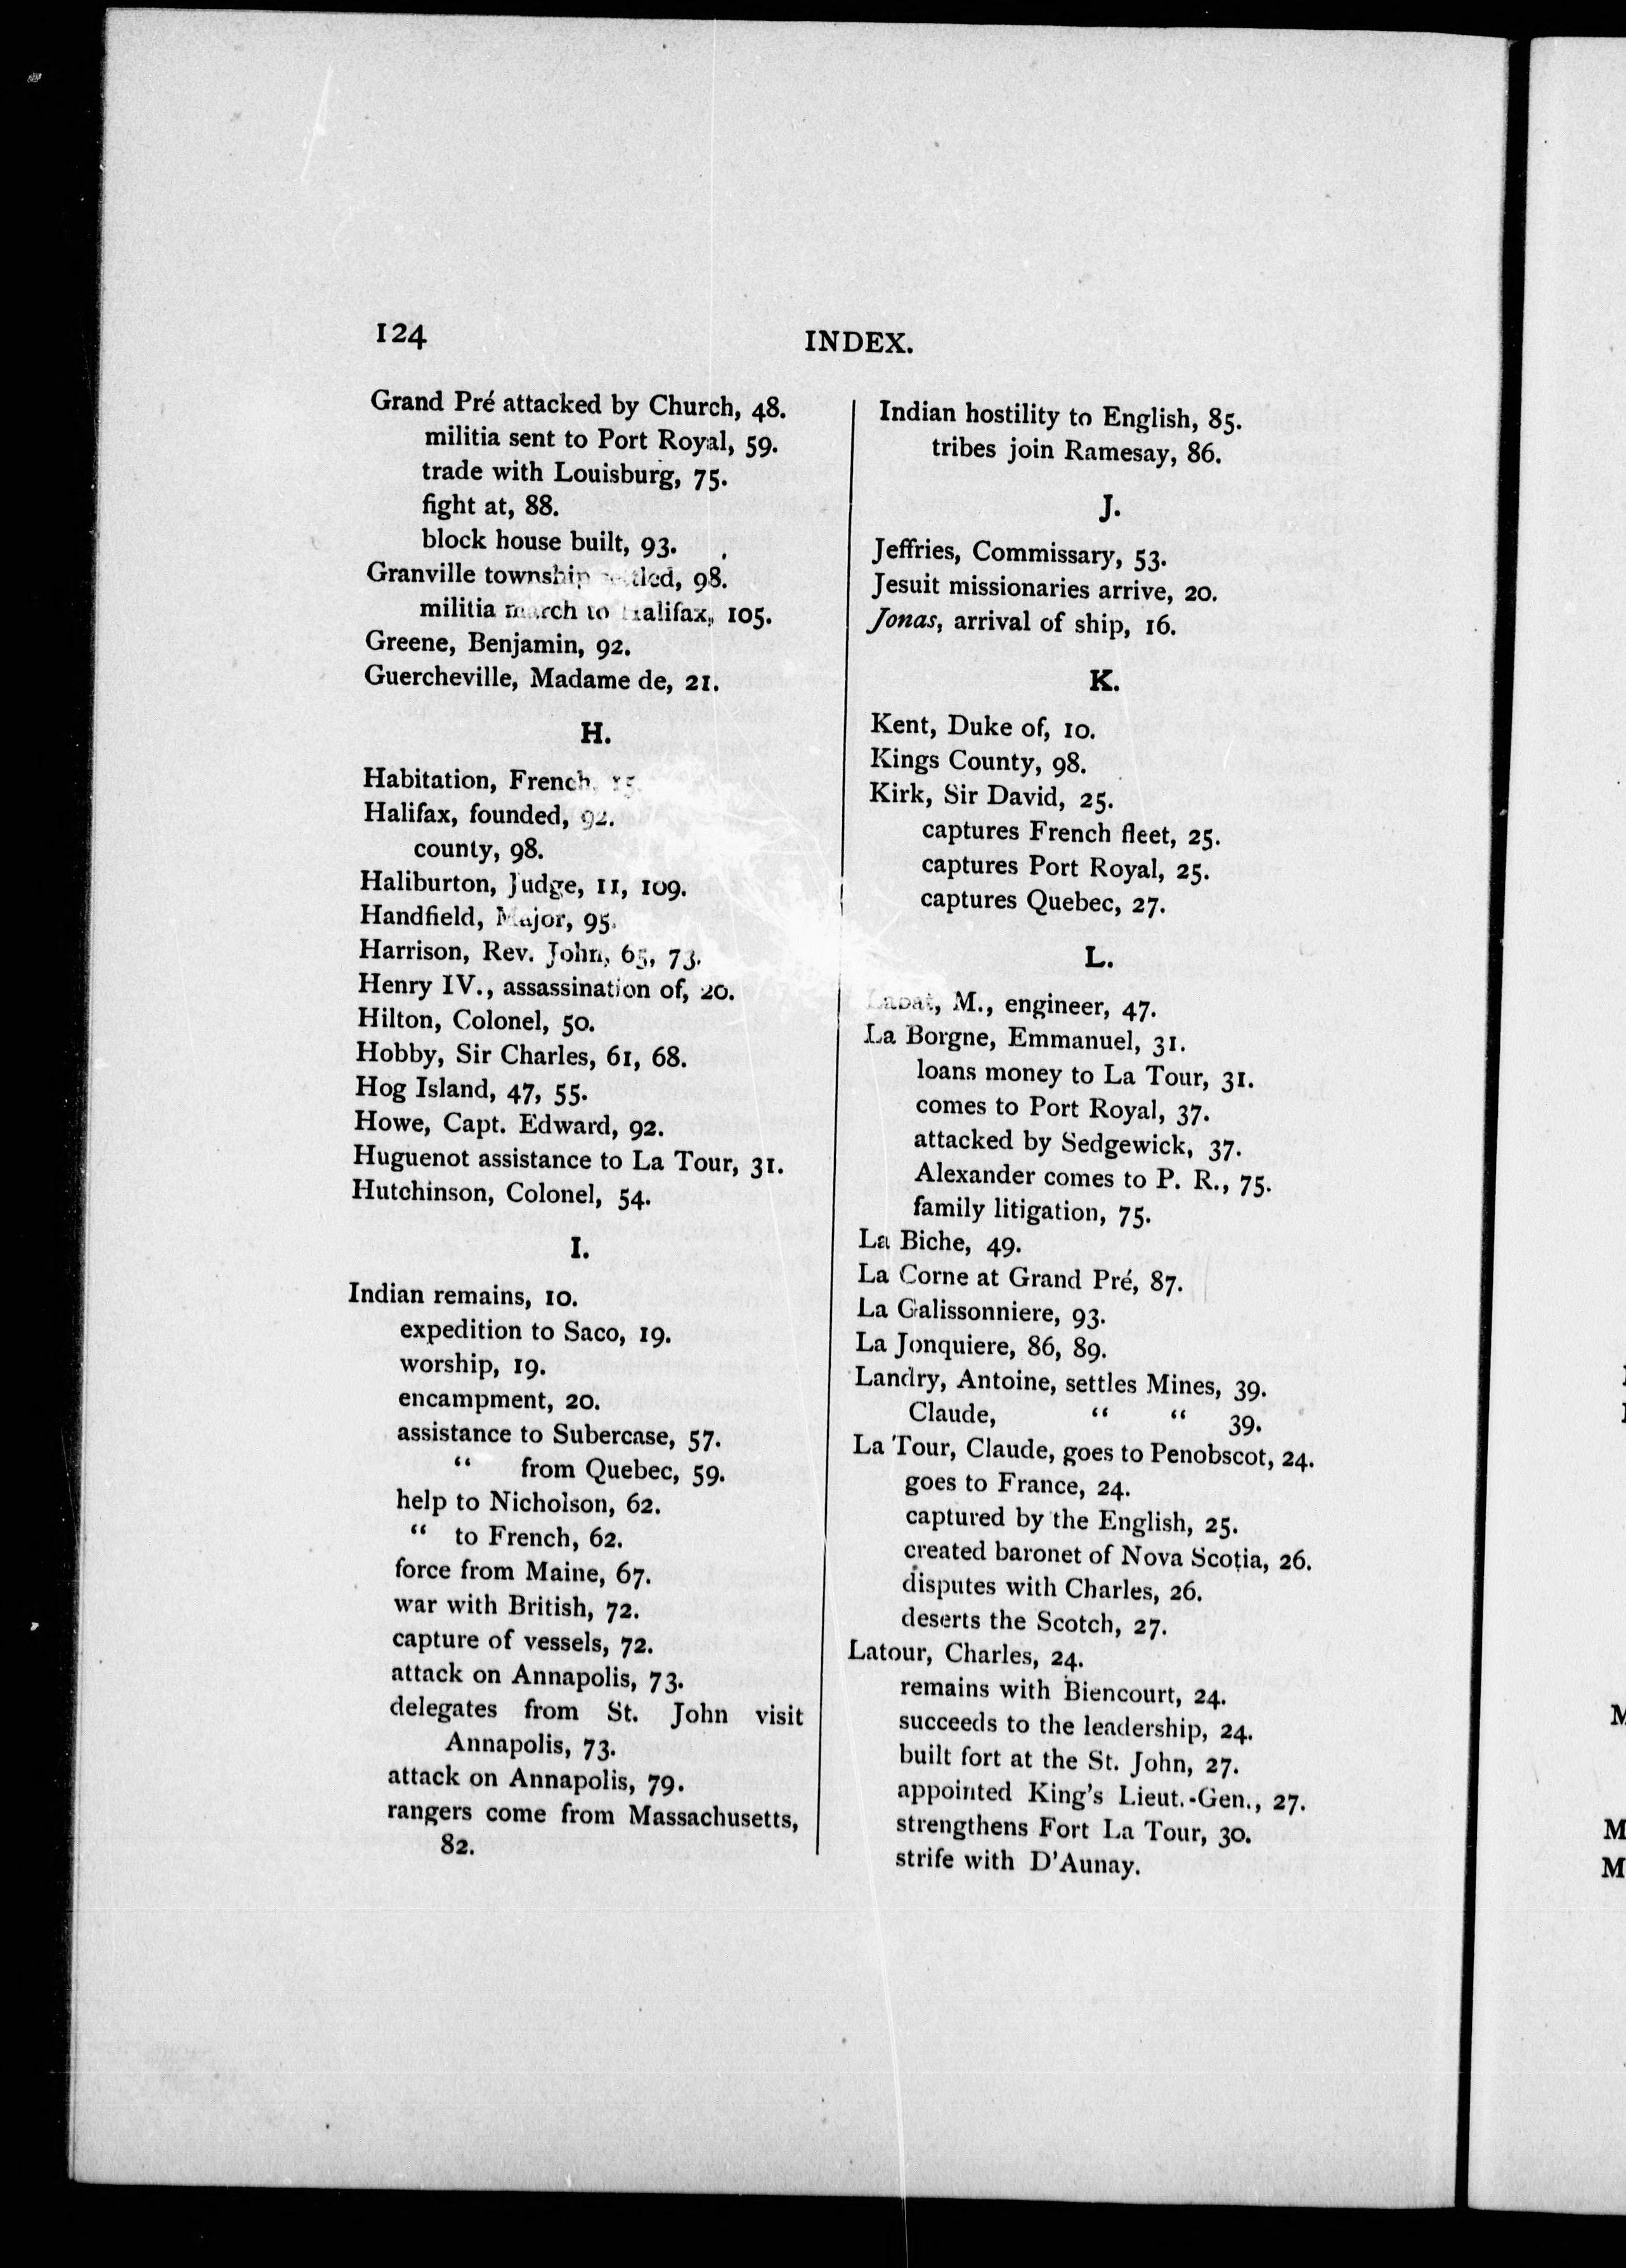 124
INDEX.
Grand Pré attacked by Church, 48.
militia sent to Port Royal, 59.
trade with Louisburg, 75.
fight at, 88.
block house built, 93.
Granville township settled, 98.
militia march to Halifax, 105.
Greene, Benjamin, 92.
Guercheville, Madame de, 21.
H.
Habitation, French, 15.
Halifax, founded, 92.
county, 98.
Haliburton, Judge, 11, 109.
Handfield, Major, 95.
Harrison, Rev. John, 65, 73.
Henry IV., assassination of, 20.
Hilton, Colonel, 50.
Hobby, Sir Charles, 61, 68.
Hog Island, 47, 55.
Howe, Capt. Edward, 92.
Huguenot assistance to La Tour, 31.
Hutchinson, Colonel, 54.
I.
Indian remains, 10.
expedition to Saco, 19.
worship, 19.
encampment, 20.
assistance to Subercase, 57.
“ from Quebec, 59.
help to Nicholson, 62.
“ to French, 62.
force from Maine, 67.
war with British, 72.
capture of vessels, 72.
attack on Annapolis, 73.
delegates from St. John visit
Annapolis, 73.
attack on Annapolis, 79.
rangers come from Massachusetts,
82.
Indian hostility to English, 85.
tribes join Ramesay, 86.
J.
Jeffries, Commissary, 53.
Jesuit missionaries arrive, 20.
Jonas, arrival of ship, 16.
K.
Kent, Duke of, 10.
Kings County, 98.
Kirk, Sir David, 25.
captures French fleet, 25.
captures Port Royal, 25.
captures Quebec, 27.
L.
Labat, M., engineer, 47.
La Borgne, Emmanuel, 31.
loans money to La Tour, 31.
comes to Port Royal, 37.
attacked by Sedgewick, 37.
Alexander comes to P. R., 75.
family litigation, 75.
La Biche, 49.
La Corne at Grand Pré, 87.
La Galissonniere, 93.
La Jonquiere, 86, 89.
Landry, Antoine, settles Mines, 39.
Claude, “ “ 39.
La Tour, Claude, goes to Penobscot, 24.
goes to France, 24.
captured by the English, 25.
created baronet of Nova Scotia, 26.
disputes with Charles, 26.
deserts the Scotch, 27.
Latour, Charles, 24.
remains with Biencourt, 24.
succeeds to the leadership, 24.
built fort at the St. John, 27.
appointed King's Lieut.-Gen., 27.
strengthens Fort La Tour, 30.
strife with D'Aunay.